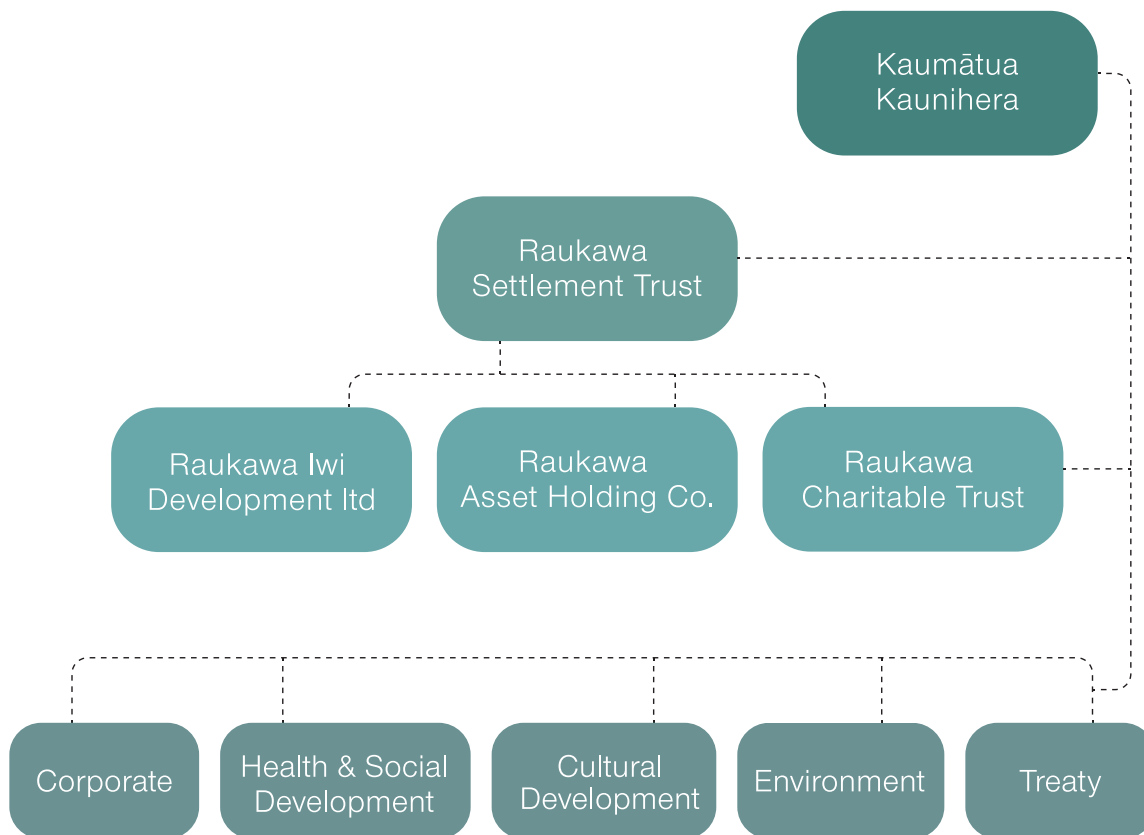 Kaumātua
Kaunihera
Raukawa
Settlement Trust
Raukawa Iwi
Development ltd
Raukawa
Asset Holding Co.
Raukawa
Charitable Trust
Corporate
Health & Social
Development
Cultural
Development
Environment
Treaty